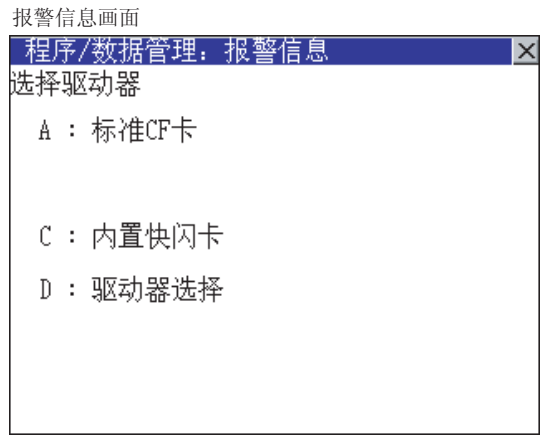 报警信息画面
程序/数据管理：报警信息
选择驱动器
A：标准CF卡
C：内置快闪卡
D：驱动器选择